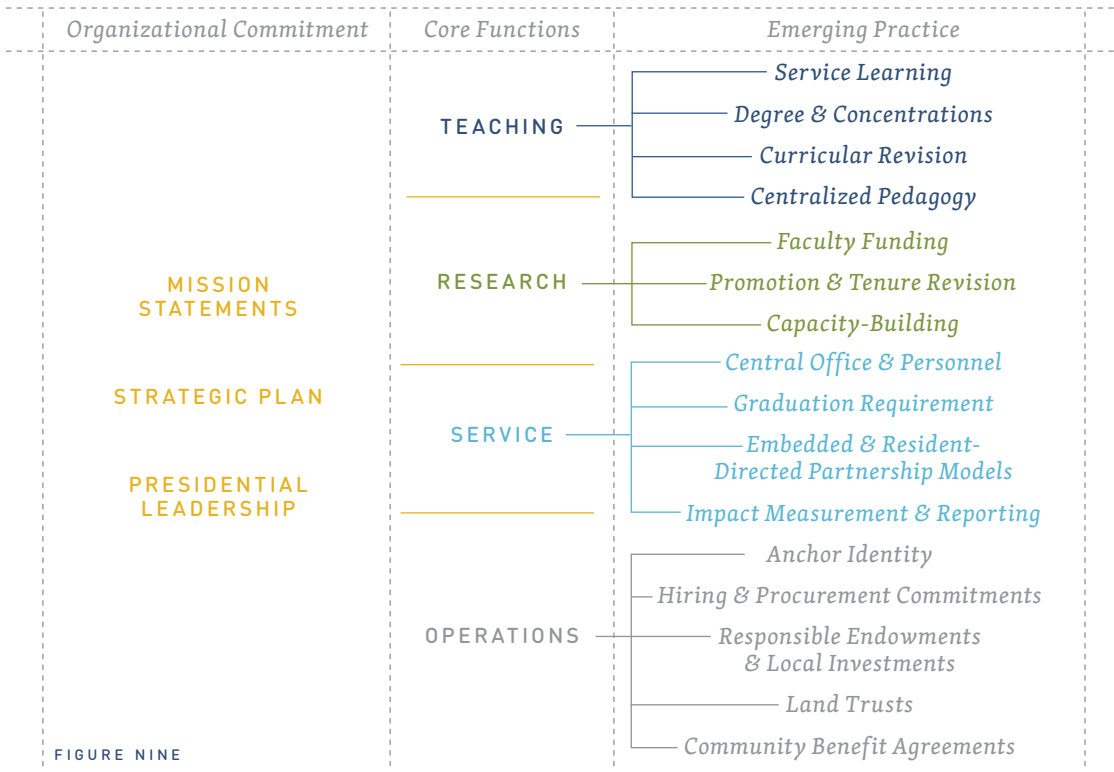 Organizational Commitment
Core Functions
Emerging Practice
MISSION
STATEMENTS
STRATEGIC PLAN
PRESIDENTIAL
LEADERSHIP
TEACHING
Service Learning
Degree & Concentrations
Curricular Revision
Centralized Pedagogy
RESEARCH
Faculty Funding
Promotion & Tenure Revision
Capacity-Building
SERVICE
Central Office & Personnel
Graduation Requirement
Embedded & Resident-
Directed Partnership Models
Impact Measurement & Reporting
OPERATIONS
Anchor Identity
Hiring & Procurement Commitments
Responsible Endowments
& Local Investments
Land Trusts
Community Benefit Agreements
FIGURE NINE